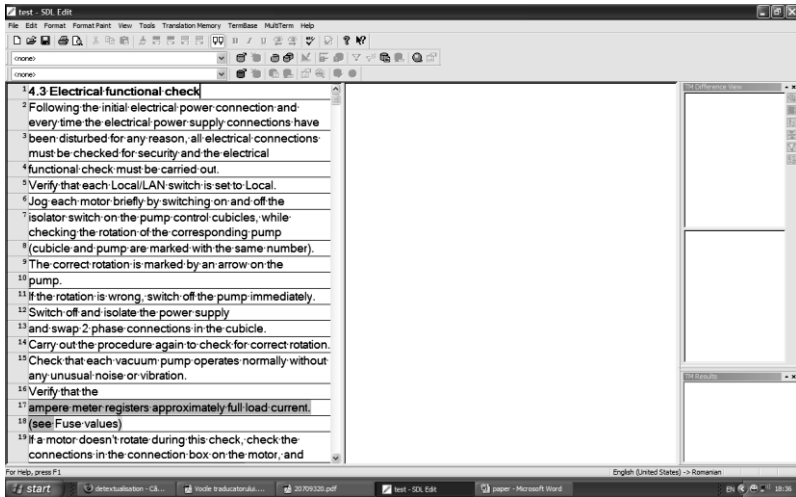 test - SDL Edit
File Edit Format Format Paint View Tools Translation Memory TermBase MultiTerm Help
(none)
(none)
1 4.3 Electrical functional check
2 Following the initial electrical power connection and
every time the electrical power supply connections have
3 been disturbed for any reason, all electrical connections
must be checked for security and the electrical
4 functional check must be carried out.
5 Verify that each Local/LAN switch is set to Local.
6 Jog each motor briefly by switching on and off the
7 isolator switch on the pump control cubicles, while
checking the rotation of the corresponding pump
8 (cubicle and pump are marked with the same number).
9 The correct rotation is marked by an arrow on the
10 pump.
11 If the rotation is wrong, switch off the pump immediately.
12 Switch off and isolate the power supply
13 and swap 2 phase connections in the cubicle.
14 Carry out the procedure again to check for correct rotation.
15 Check that each vacuum pump operates normally without
any unusual noise or vibration.
16 Verify that the
17 ampere meter registers approximately full load current.
18 (see Fuse values)
19 If a motor doesn't rotate during this check, check the
connections in the connection box on the motor, and
TM Difference View
TM Results
For Help, press F1
English (United States) -> Romanian
start
detextualisation - Că...
Vocile traducatorului....
20709320.pdf
test - SDL Edit
paper - Microsoft Word
EN
18:36